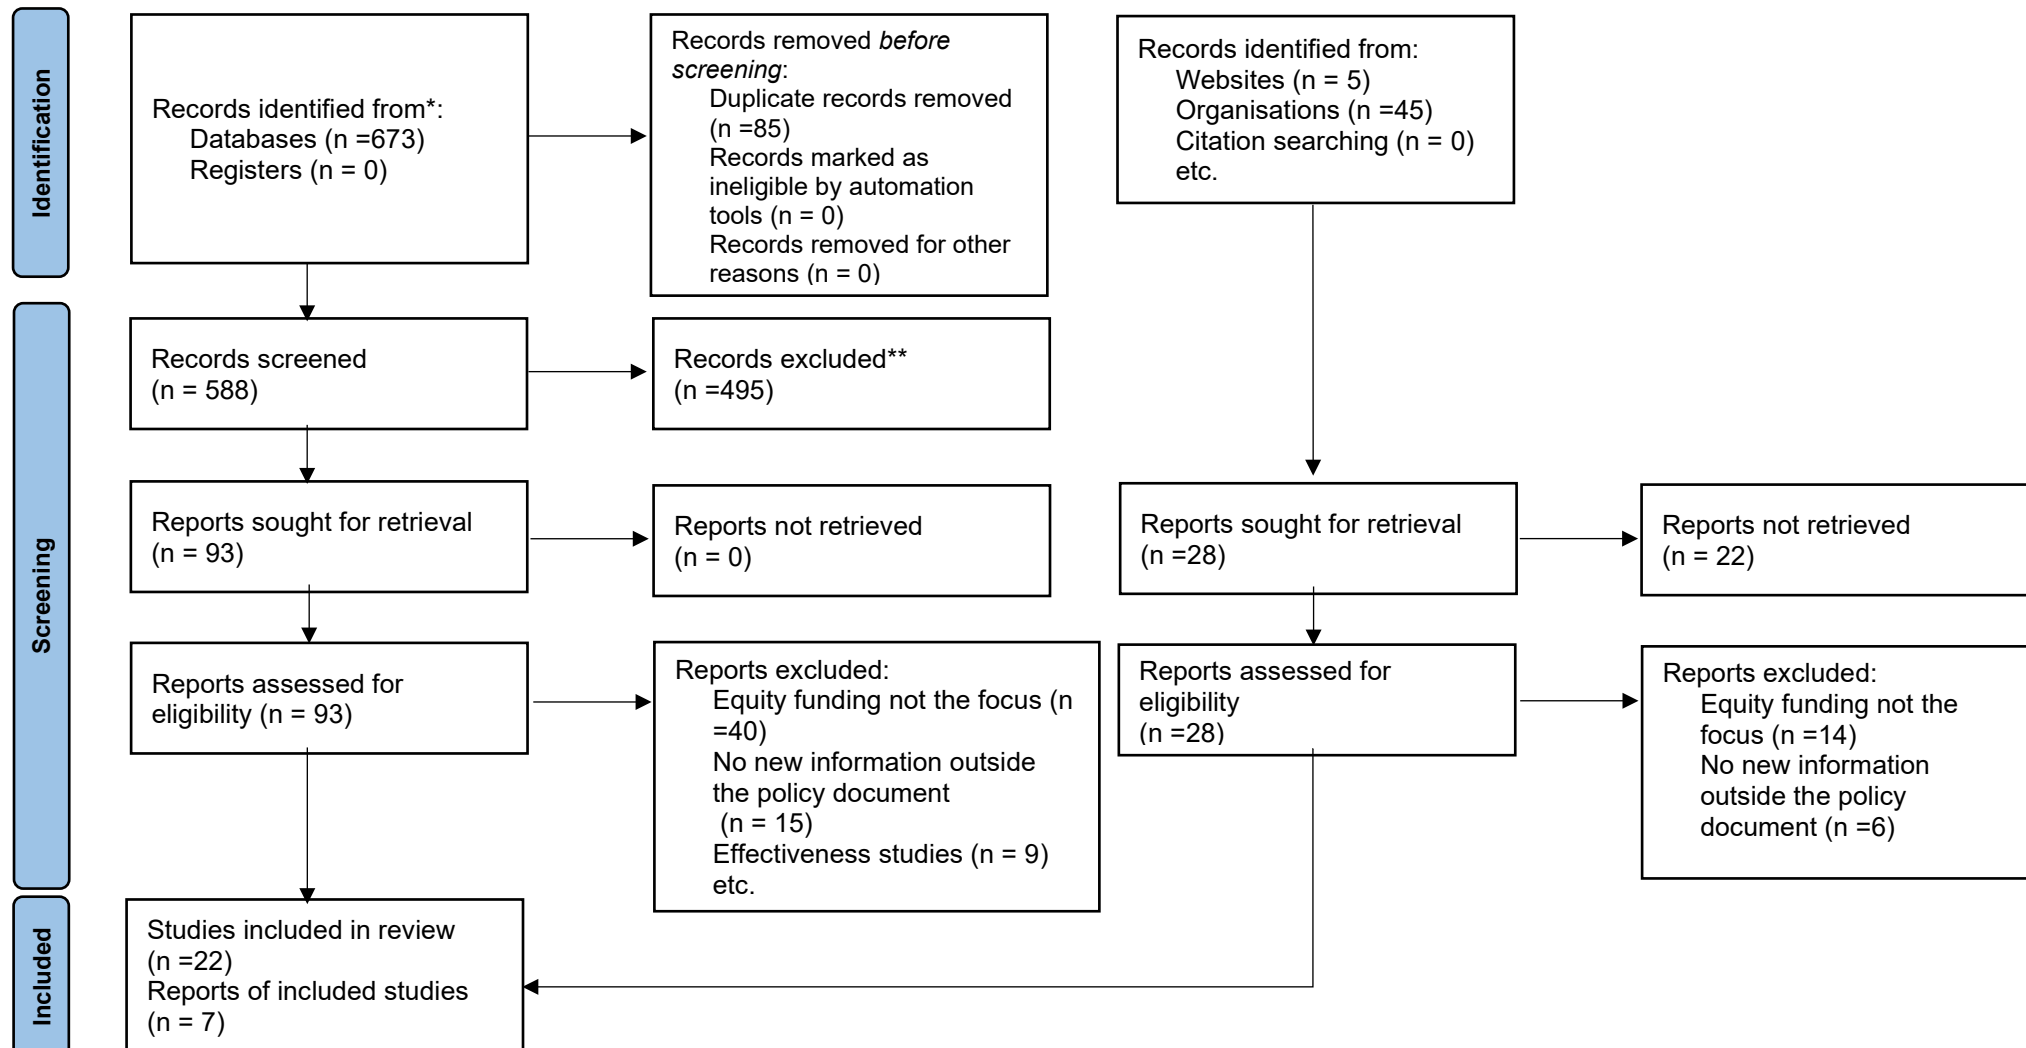 Identification
Records identified from*:
Databases (n =673)
Registers (n = 0)
Records removed before
screening:
Duplicate records removed
(n =85)
Records marked as
ineligible by automation
tools (n = 0)
Records removed for other
reasons (n = 0)
Records identified from:
Websites (n = 5)
Organisations (n =45)
Citation searching (n = 0)
etc.
Screening
Records screened
(n = 588)
Records excluded**
(n =495)
Reports sought for retrieval
(n = 93)
Reports not retrieved
(n = 0)
Reports sought for retrieval
(n =28)
Reports not retrieved
(n = 22)
Reports assessed for
eligibility (n = 93)
Reports excluded:
Equity funding not the focus (n
=40)
No new information outside
the policy document
(n = 15)
Effectiveness studies (n = 9)
etc.
Reports assessed for
eligibility
(n =28)
Reports excluded:
Equity funding not the
focus (n =14)
No new information
outside the policy
document (n =6)
Included
Studies included in review
(n =22)
Reports of included studies
(n = 7)